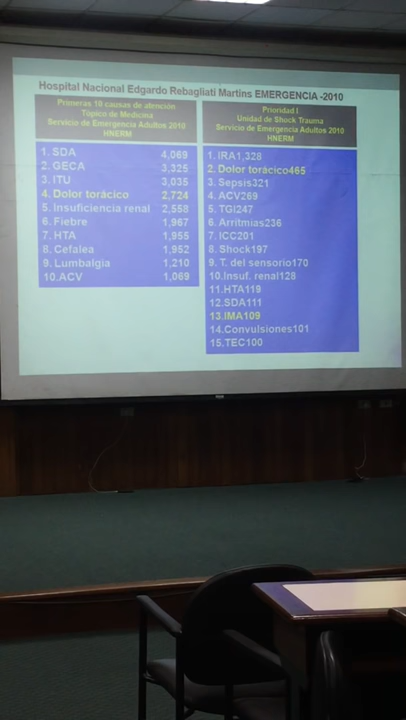 Hospital Nacional Edgardo Rebagliati Martins EMERGENCIA -2010
Primeras 10 causas de atención
Tópico de Medicina
Servicio de Emergencia Adultos 2010
HNERM
1. SDA 4,069
2. GECA 3,325
3. ITU 3,035
4. Dolor torácico 2,724
5. Insuficiencia renal 2,558
6. Fiebre 1,967
7. HTA 1,955
8. Cefalea 1,952
9. Lumbalgia 1,210
10. ACV 1,069
Prioridad I
Unidad de Shock Trauma
Servicio de Emergencia Adultos 2010
HNERM
1. IRA1,328
2. Dolor torácico465
3. Sepsis321
4. ACV269
5. TGI247
6. Arritmias236
7. ICC201
8. Shock197
9. T. del sensorio170
10. Insuf. renal128
11. HTA119
12. SDA111
13. IMA109
14. Convulsiones101
15. TEC100